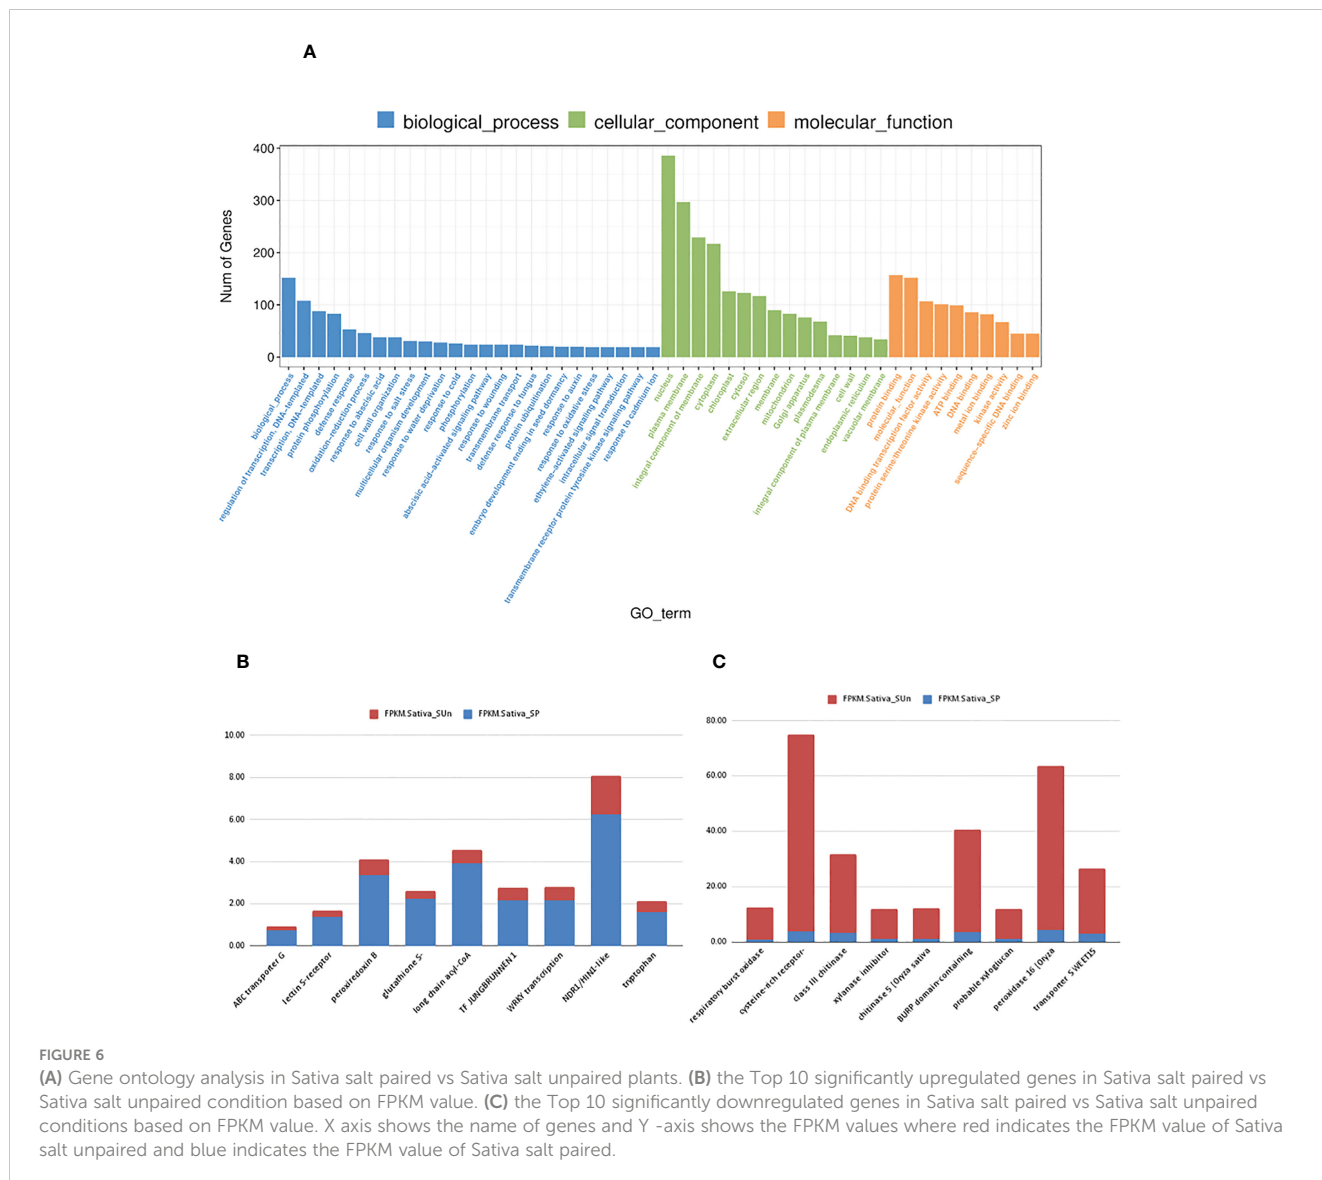 A
biological_process cellular_component molecular_function
400
300
200
100
0
Num of Genes
biological_process
regulation of transcription, DNA-templated
transcription, DNA-templated
protein phosphorylation
defense response
oxidation-reduction process
response to abscisic acid
cell wall organization
response to salt stress
multicellular organism development
response to water deprivation
response to cold
phosphorylation
abscisic acid-activated signaling pathway
response to wounding
transmembrane transport
defense response to fungus
protein ubiquitination
embryo development ending in seed dormancy
response to auxin
response to oxidative stress
ethylene-activated signaling pathway
intracellular signal transduction
transmembrane receptor protein tyrosine kinase signaling pathway
response to cadmium ion
nucleus
plasma membrane
integral component of membrane
cytoplasm
chloroplast
cytosol
extracellular region
membrane
mitochondrion
Golgi apparatus
plasmodesma
integral component of plasma membrane
cell wall
endoplasmic reticulum
vacuolar membrane
protein binding
molecular_function
DNA binding transcription factor activity
protein serine/threonine kinase activity
ATP binding
DNA binding
metal ion binding
kinase activity
sequence-specific DNA binding
zinc ion binding
GO_term
B
FPKM.Sativa_SUn FPKM.Sativa_SP
10.00
8.00
6.00
4.00
2.00
0.00
ABC transporter G
lectin S-receptor
peroxiredoxin B
glutathione S-
long chain acyl-CoA
TF JUNGBRUNNEN 1
WRKY transcription
NDR1/HIN1-like
tryptophan
C
FPKM.Sativa_SUn FPKM.Sativa_SP
80.00
60.00
40.00
20.00
0.00
respiratory burst oxidase
cysteine-rich receptor-
class III chitinase
xylanase inhibitor
chitinase 5 [Oryza sativa
BURP domain-containing
probable xyloglucan
peroxidase 16 [Oryza
transporter SWEET15
FIGURE 6
(A) Gene ontology analysis in Sativa salt paired vs Sativa salt unpaired plants. (B) the Top 10 significantly upregulated genes in Sativa salt paired vs
Sativa salt unpaired condition based on FPKM value. (C) the Top 10 significantly downregulated genes in Sativa salt paired vs Sativa salt unpaired
conditions based on FPKM value. X axis shows the name of genes and Y -axis shows the FPKM values where red indicates the FPKM value of Sativa
salt unpaired and blue indicates the FPKM value of Sativa salt paired.